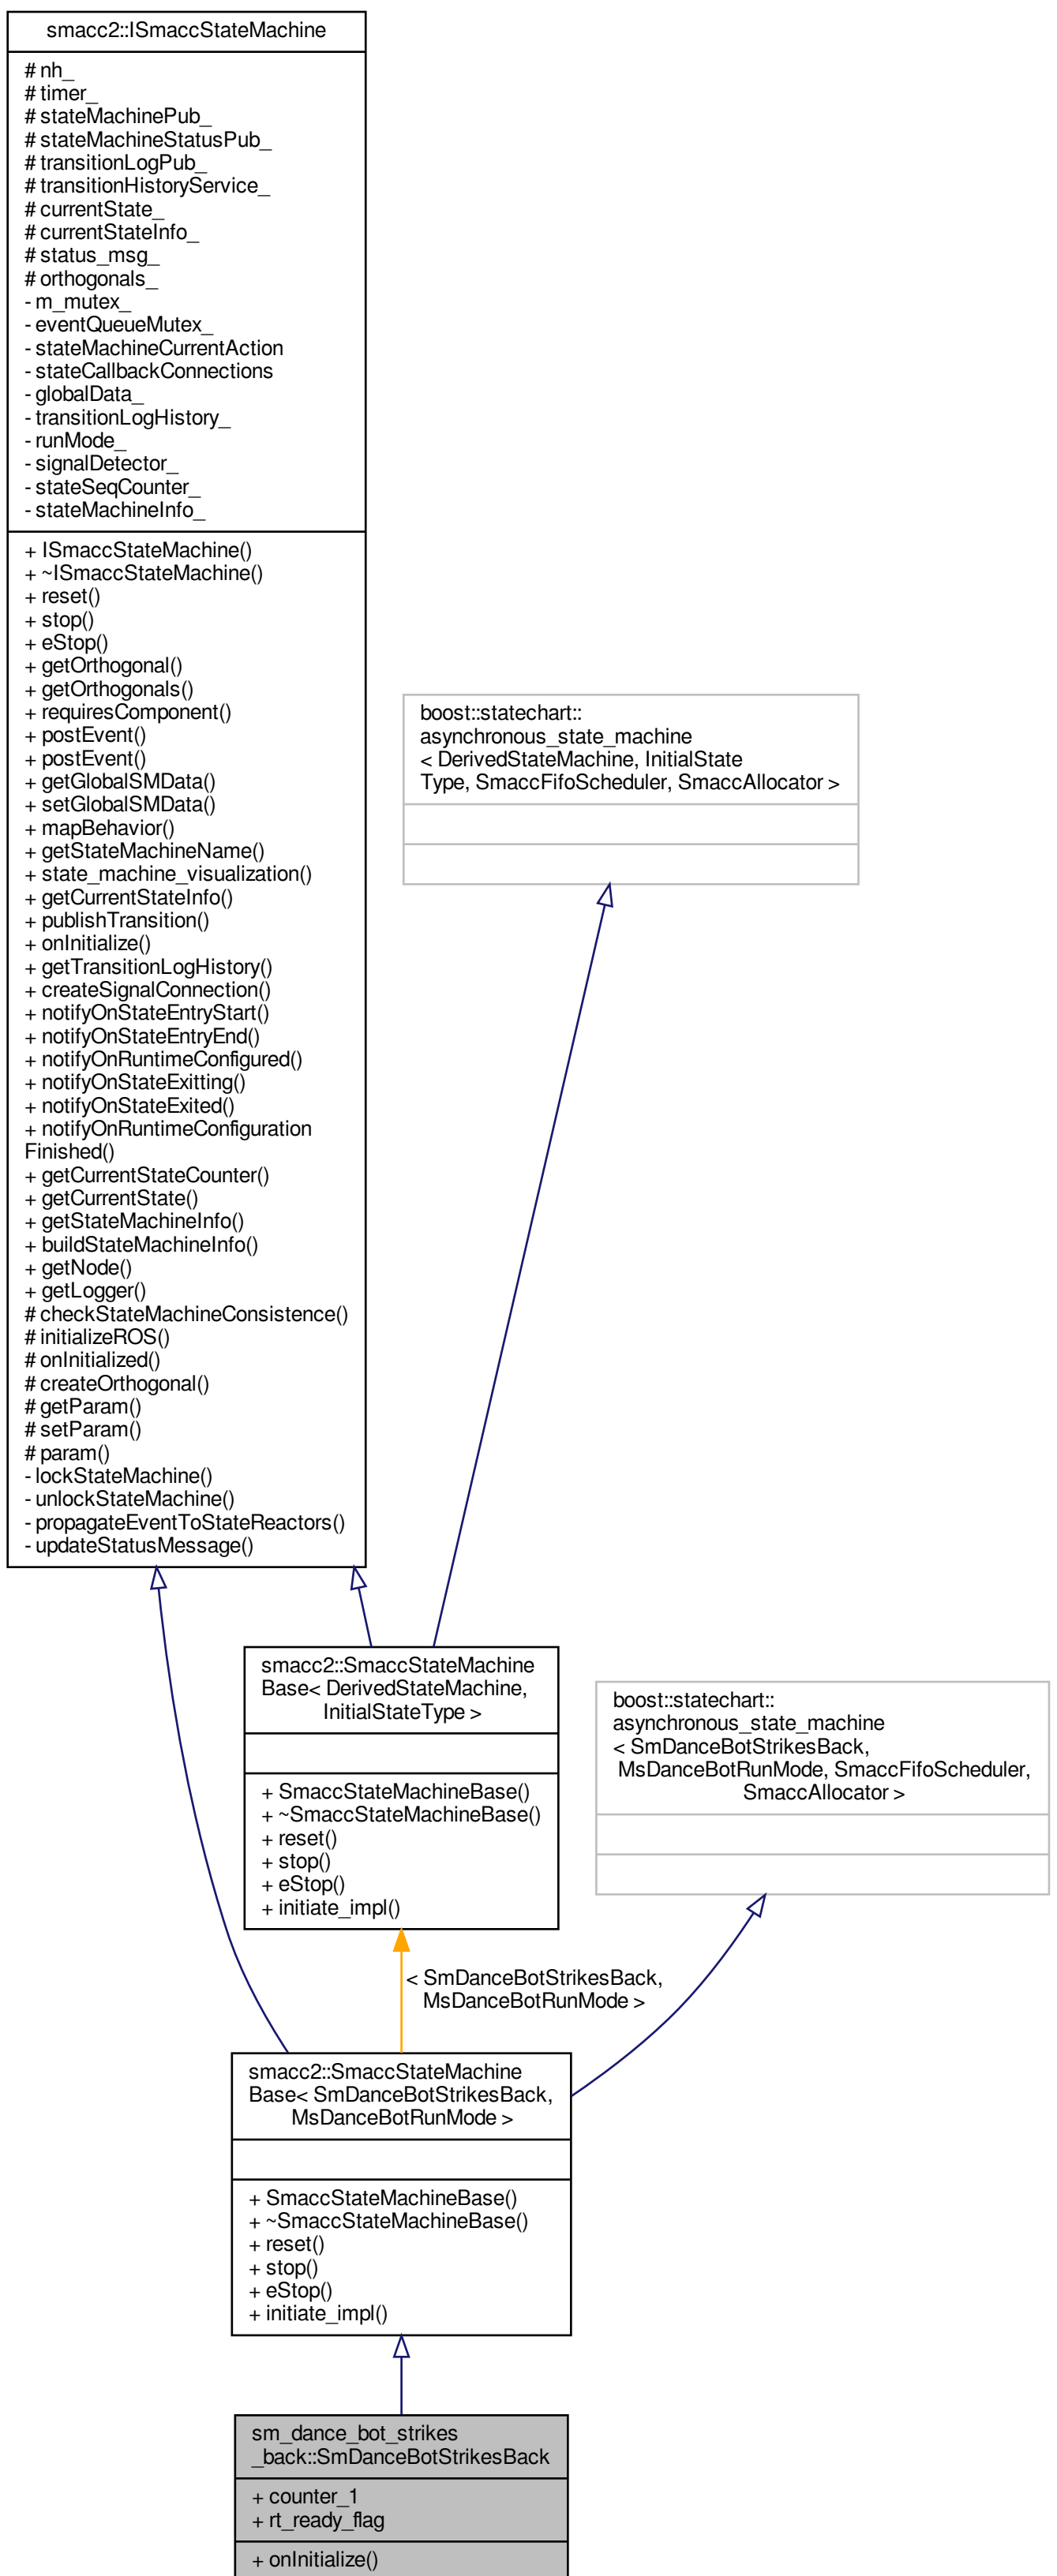 smacc2::ISmaccStateMachine
# nh_
# timer_
# stateMachinePub_
# stateMachineStatusPub_
# transitionLogPub_
# transitionHistoryService_
# currentState_
# currentStateInfo_
# status_msg_
# orthogonals_
- m_mutex_
- eventQueueMutex_
- stateMachineCurrentAction
- stateCallbackConnections
- globalData_
- transitionLogHistory_
- runMode_
- signalDetector_
- stateSeqCounter_
- stateMachineInfo_
+ ISmaccStateMachine()
+ ~ISmaccStateMachine()
+ reset()
+ stop()
+ eStop()
+ getOrthogonal()
+ getOrthogonals()
+ requiresComponent()
+ postEvent()
+ postEvent()
+ getGlobalSMData()
+ setGlobalSMData()
+ mapBehavior()
+ getStateMachineName()
+ state_machine_visualization()
+ getCurrentStateInfo()
+ publishTransition()
+ onInitialize()
+ getTransitionLogHistory()
+ createSignalConnection()
+ notifyOnStateEntryStart()
+ notifyOnStateEntryEnd()
+ notifyOnRuntimeConfigured()
+ notifyOnStateExitting()
+ notifyOnStateExited()
+ notifyOnRuntimeConfiguration
Finished()
+ getCurrentStateCounter()
+ getCurrentState()
+ getStateMachineInfo()
+ buildStateMachineInfo()
+ getNode()
+ getLogger()
# checkStateMachineConsistence()
# initializeROS()
# onInitialized()
# createOrthogonal()
# getParam()
# setParam()
# param()
- lockStateMachine()
- unlockStateMachine()
- propagateEventToStateReactors()
- updateStatusMessage()
boost::statechart::
asynchronous_state_machine
< DerivedStateMachine, InitialState
Type, SmaccFifoScheduler, SmaccAllocator >
smacc2::SmaccStateMachine
Base< DerivedStateMachine,
InitialStateType >
+ SmaccStateMachineBase()
+ ~SmaccStateMachineBase()
+ reset()
+ stop()
+ eStop()
+ initiate_impl()
boost::statechart::
asynchronous_state_machine
< SmDanceBotStrikesBack,
MsDanceBotRunMode, SmaccFifoScheduler,
SmaccAllocator >
< SmDanceBotStrikesBack,
MsDanceBotRunMode >
smacc2::SmaccStateMachine
Base< SmDanceBotStrikesBack,
MsDanceBotRunMode >
+ SmaccStateMachineBase()
+ ~SmaccStateMachineBase()
+ reset()
+ stop()
+ eStop()
+ initiate_impl()
sm_dance_bot_strikes
_back::SmDanceBotStrikesBack
+ counter_1
+ rt_ready_flag
+ onInitialize()